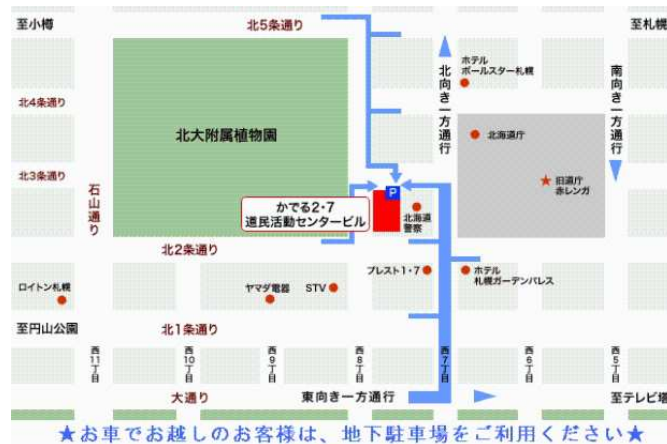 至小樽
北5条通り
至札幌
ホテル
ポールスター札幌
北向き一方通行
南向き一方通行
北4条通り
北大附属植物園
北海道庁
北3条通り
石山通り
P
旧道庁
赤レンガ
かでる2・7
道民活動センタービル
北海道
警察
北2条通り
プレスト1・7
ホテル
札幌ガーデンパレス
ロイトン札幌
ヤマダ電器
STV
至円山公園
北1条通り
西11丁目
西10丁目
西9丁目
西8丁目
西7丁目
西6丁目
西5丁目
大通り
東向き一方通行
至テレビ塔
★お車でお越しのお客様は、地下駐車場をご利用ください★